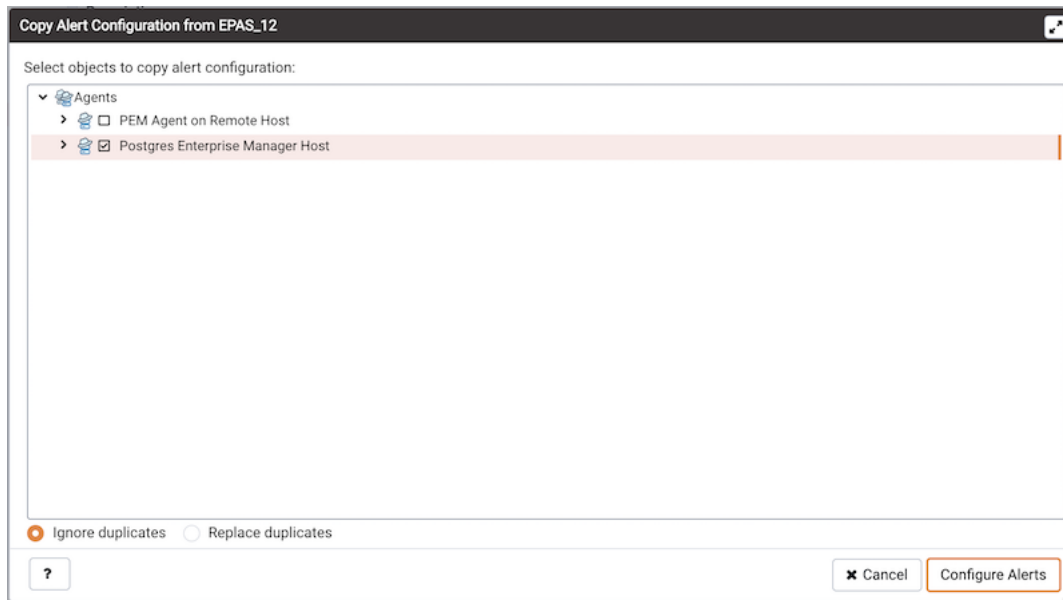 Copy Alert Configuration from EPAS_12
Select objects to copy alert configuration:
Agents
PEM Agent on Remote Host
Postgres Enterprise Manager Host
Ignore duplicates Replace duplicates
? Cancel Configure Alerts